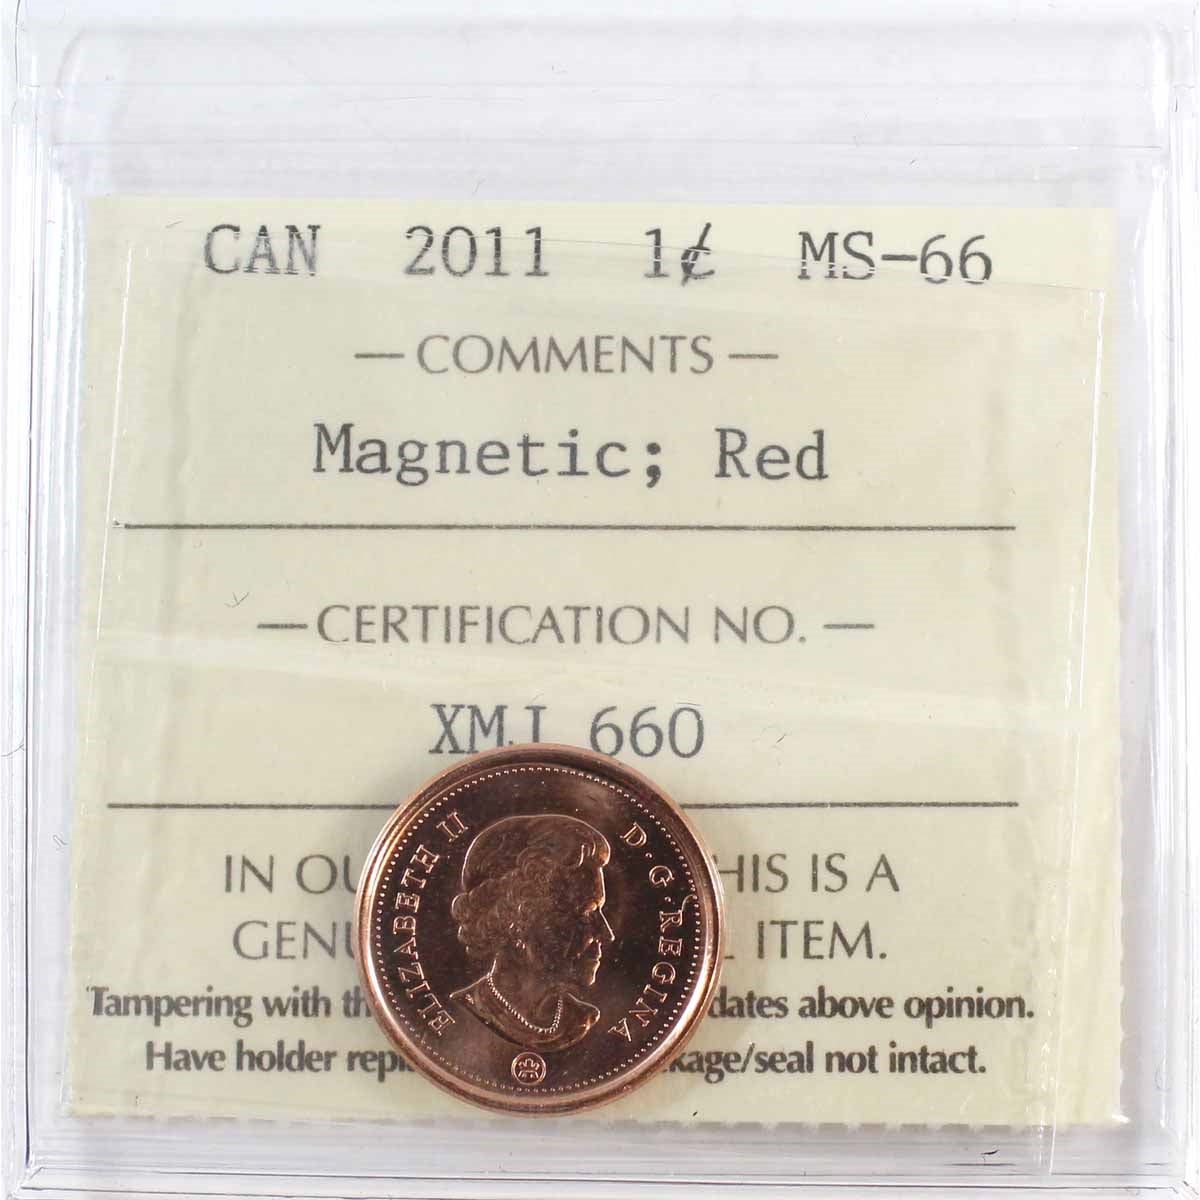 CAN 2011 1¢ MS-66
— COMMENTS —
Magnetic; Red
— CERTIFICATION NO. —
XMJ 660
IN OU HIS IS A
GENU ITEM.
Tampering with th dates above opinion.
Have holder repl kage/seal not intact.
ELIZABETH II D·G·REGINA